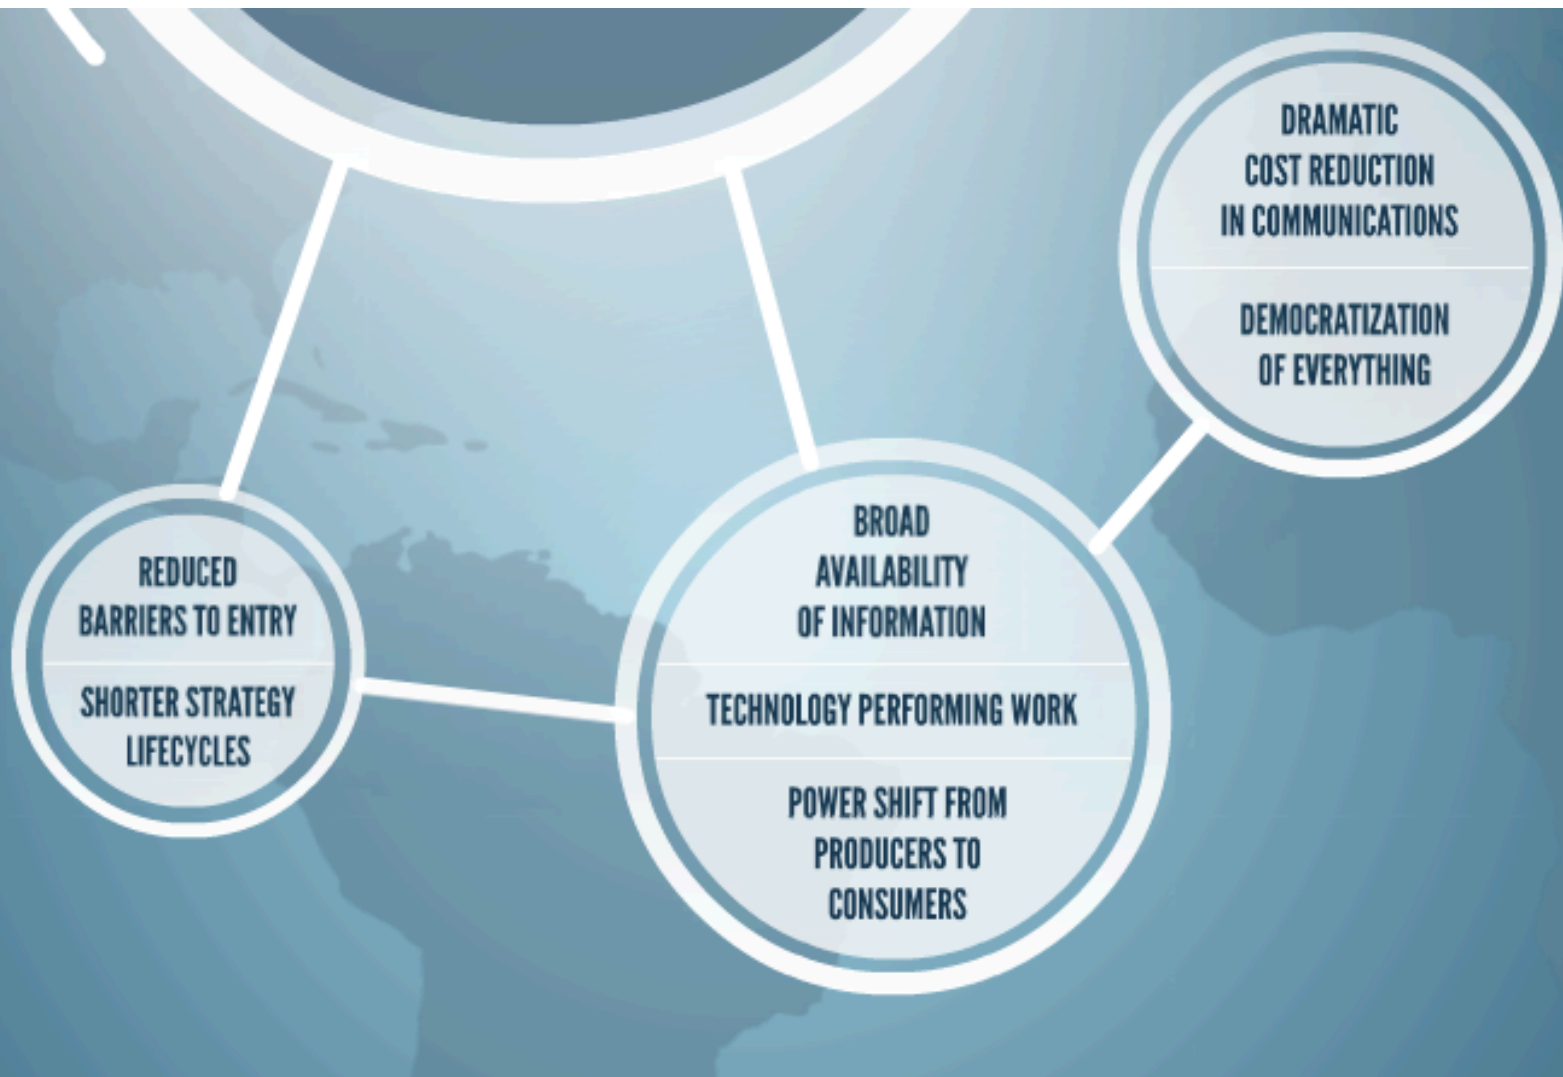 DRAMATIC
COST REDUCTION
IN COMMUNICATIONS
DEMOCRATIZATION
OF EVERYTHING
BROAD
AVAILABILITY
OF INFORMATION
TECHNOLOGY PERFORMING WORK
POWER SHIFT FROM
PRODUCERS TO
CONSUMERS
REDUCED
BARRIERS TO ENTRY
SHORTER STRATEGY
LIFECYCLES